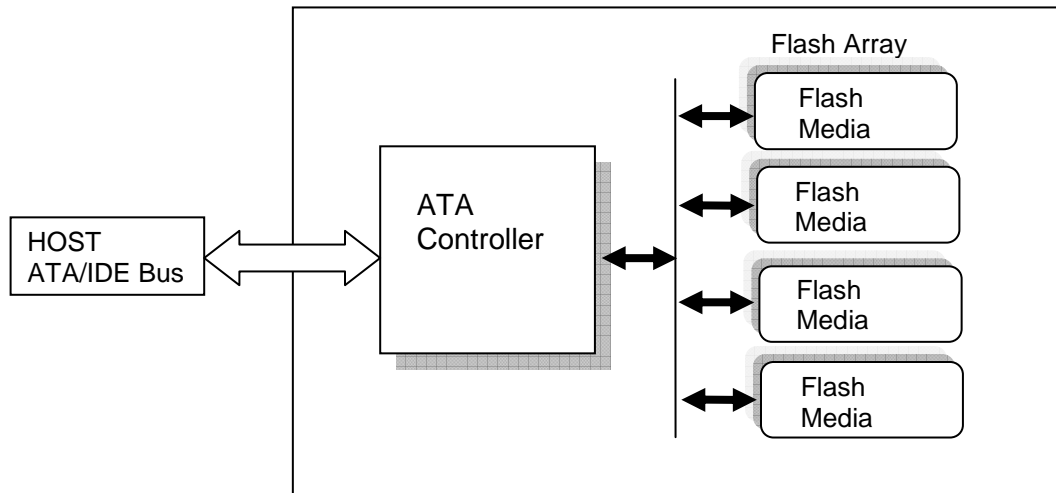 Flash Array
Flash
Media
ATA
Controller
Flash
Media
HOST
ATA/IDE Bus
Flash
Media
Flash
Media